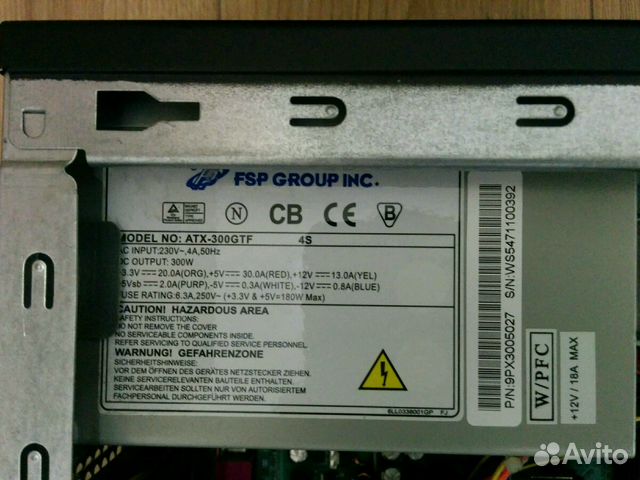 FSP GROUP INC.
N CB CE B
MODEL NO: ATX-300GTF 4S
AC INPUT:230V~,4A,50Hz
DC OUTPUT: 300W
+3.3V 20.0A(ORG),+5V 30.0A(RED),+12V 13.0A(YEL)
+5Vsb 2.0A(PURP),-5V 0.3A(WHITE),-12V 0.8A(BLUE)
FUSE RATING:6.3A,250V~ (+3.3V & +5V=180W Max)
CAUTION! HAZARDOUS AREA
SAFETY INSTRUCTIONS:
DO NOT REMOVE THE COVER
NO SERVICEABLE COMPONENTS INSIDE.
REFER SERVICING TO QUALIFIED SERVICE PERSONNEL.
WARNUNG! GEFAHRENZONE
SICHERHEITSHINWEISE:
VOR DEM OFFNEN DES GERÄTES NETZSTECKER ZIEHEN
KEINE SERVICERELEVANTEN BAUTEILE ENTHALTEN
SERVICEARBEITEN SOLLTEN NUR VON AUTORISIERTEM
FACHPERSONAL DURCHGEFÜHRT WERDEN.
6LL0338001GP FJ
P/N:9PX3005027 S/N:WS5471100392
W/PFC
+12V / 18A MAX
Avito